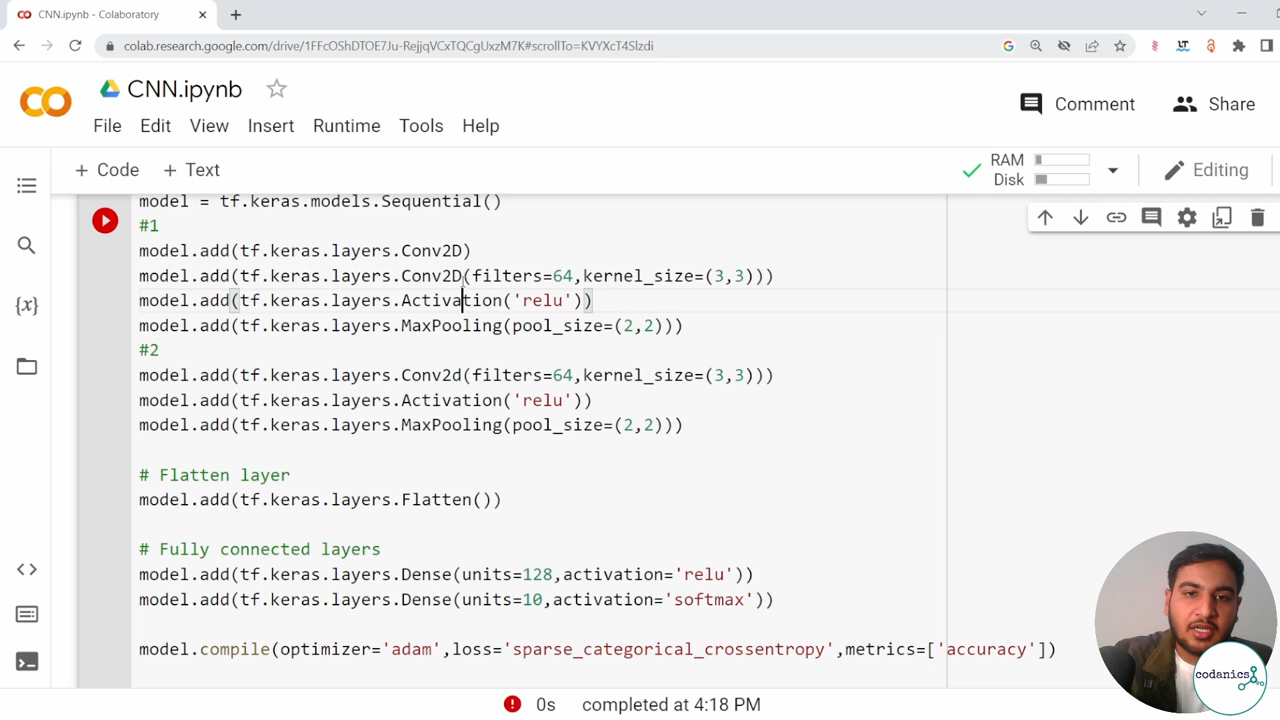 CNN.ipynb - Colaboratory
colab.research.google.com/drive/1FFcOShDTOE7Ju-RejjqVCxTQCgUxzM7K#scrollTo=KVYXcT4Slzdi
CNN.ipynb
Comment
Share
File Edit View Insert Runtime Tools Help
+ Code + Text
RAM
Disk
Editing
model = tf.keras.models.Sequential()
#1
model.add(tf.keras.layers.Conv2D)
model.add(tf.keras.layers.Conv2D(filters=64,kernel_size=(3,3)))
model.add(tf.keras.layers.Activation('relu'))
model.add(tf.keras.layers.MaxPooling(pool_size=(2,2)))
#2
model.add(tf.keras.layers.Conv2d(filters=64,kernel_size=(3,3)))
model.add(tf.keras.layers.Activation('relu'))
model.add(tf.keras.layers.MaxPooling(pool_size=(2,2)))
# Flatten layer
model.add(tf.keras.layers.Flatten())
# Fully connected layers
model.add(tf.keras.layers.Dense(units=128,activation='relu'))
model.add(tf.keras.layers.Dense(units=10,activation='softmax'))
model.compile(optimizer='adam',loss='sparse_categorical_crossentropy',metrics=['accuracy'])
codanics
0s completed at 4:18 PM